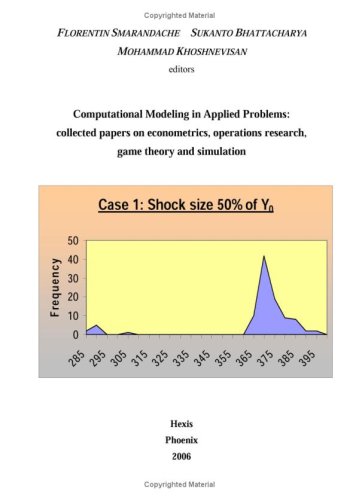 Copyrighted Material
FLORENTIN SMARANDACHE SUKANTO BHATTACHARYA
MOHAMMAD KHOSHNEVISAN
editors
Computational Modeling in Applied Problems:
collected papers on econometrics, operations research,
game theory and simulation
Case 1: Shock size 50% of Y0
Frequency
50
40
30
20
10
0
285 295 305 315 325 335 345 355 365 375 385 395
Hexis
Phoenix
2006
Copyrighted Material